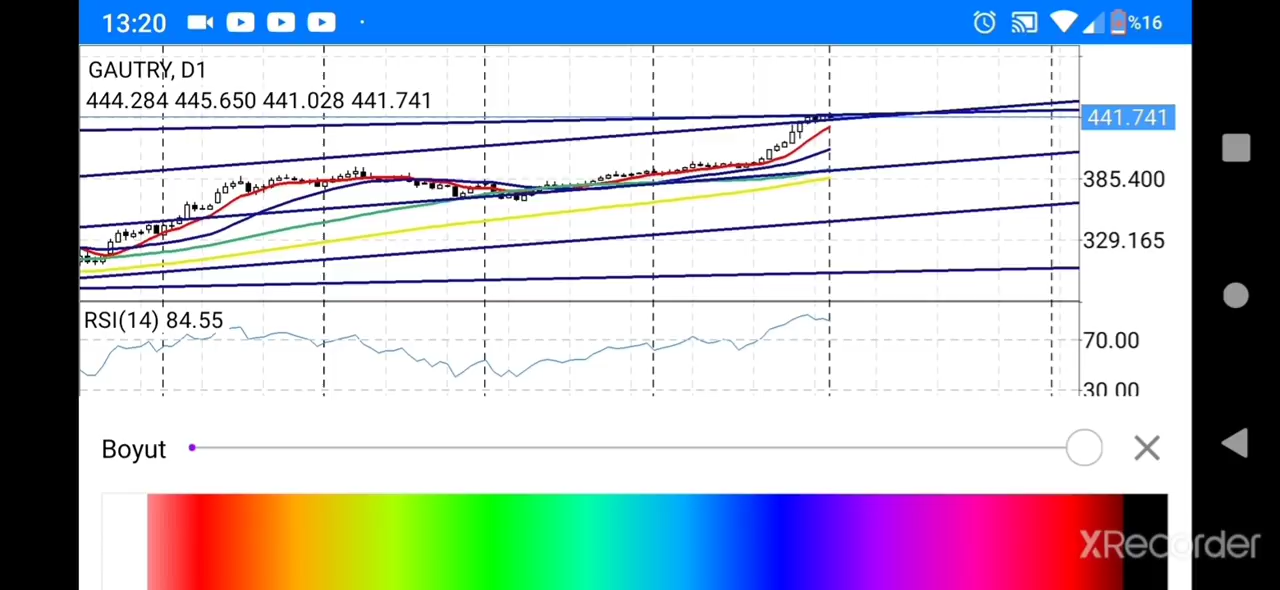 13:20
%16
GAUTRY, D1
444.284 445.650 441.028 441.741
441.741
385.400
329.165
RSI(14) 84.55
70.00
30.00
Boyut
XRecorder